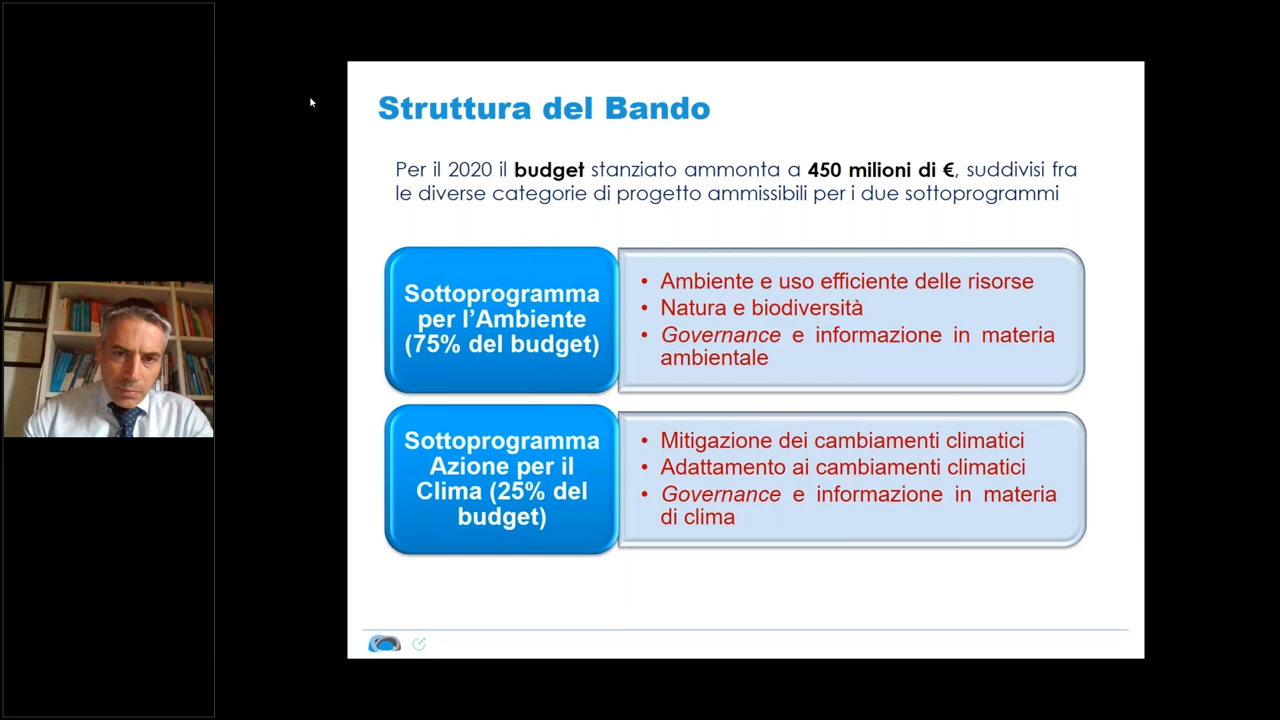 Struttura del Bando
Per il 2020 il budget stanziato ammonta a 450 milioni di €, suddivisi fra
le diverse categorie di progetto ammissibili per i due sottoprogrammi
Sottoprogramma
per l’Ambiente
(75% del budget)
• Ambiente e uso efficiente delle risorse
• Natura e biodiversità
• Governance e informazione in materia
ambientale
Sottoprogramma
Azione per il
Clima (25% del
budget)
• Mitigazione dei cambiamenti climatici
• Adattamento ai cambiamenti climatici
• Governance e informazione in materia
di clima